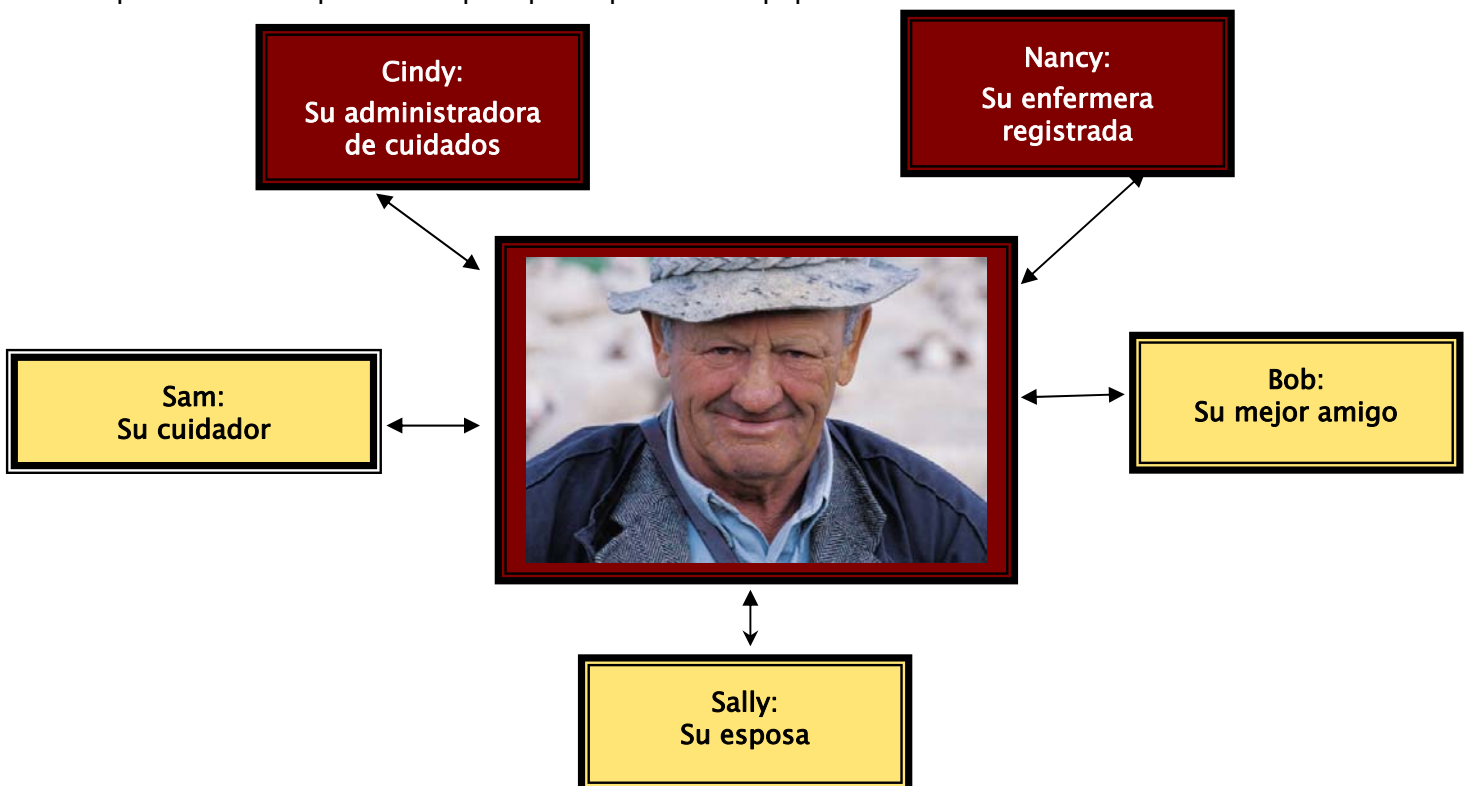 Cindy:
Su administradora
de cuidados
Nancy:
Su enfermera
registrada
Sam:
Su cuidador
Bob:
Su mejor amigo
Sally:
Su esposa